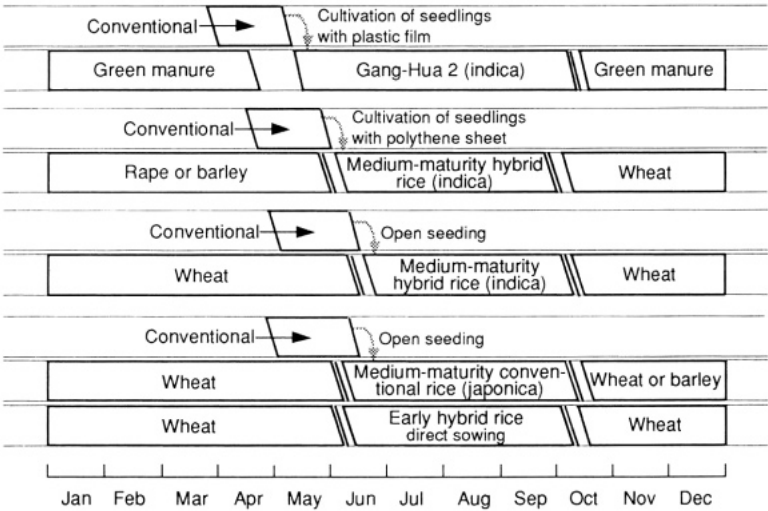 Conventional
Cultivation of seedlings
with plastic film
Green manure
Gang-Hua 2 (indica)
Green manure
Conventional
Cultivation of seedlings
with polythene sheet
Rape or barley
Medium-maturity hybrid
rice (indica)
Wheat
Conventional
Open seeding
Wheat
Medium-maturity
hybrid rice (indica)
Wheat
Conventional
Open seeding
Wheat
Medium-maturity conven-
tional rice (japonica)
Wheat or barley
Wheat
Early hybrid rice
direct sowing
Wheat
Jan Feb Mar Apr May Jun Jul Aug Sep Oct Nov Dec